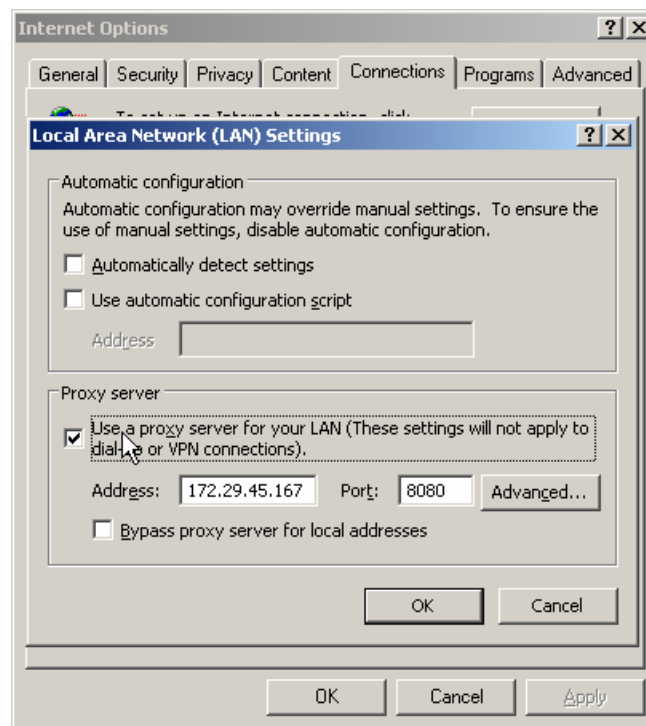 Internet Options
General Security Privacy Content Connections Programs Advanced
Local Area Network (LAN) Settings
Automatic configuration
Automatic configuration may override manual settings. To ensure the
use of manual settings, disable automatic configuration.
Automatically detect settings
Use automatic configuration script
Address
Proxy server
Use a proxy server for your LAN (These settings will not apply to
or VPN connections).
Address: 172.29.45.167 Port: 8080 Advanced...
Bypass proxy server for local addresses
OK Cancel
OK Cancel Apply